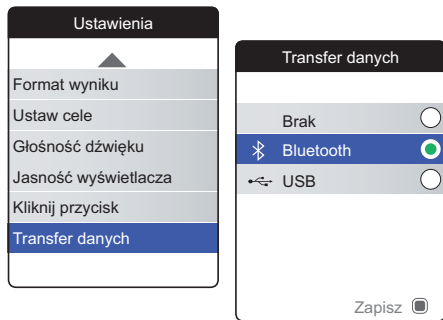 Ustawienia
Format wyniku
Ustaw cele
Głośność dźwięku
Jasność wyświetlacza
Kliknij przycisk
Transfer danych
Transfer danych
Brak
Bluetooth
USB
Zapisz